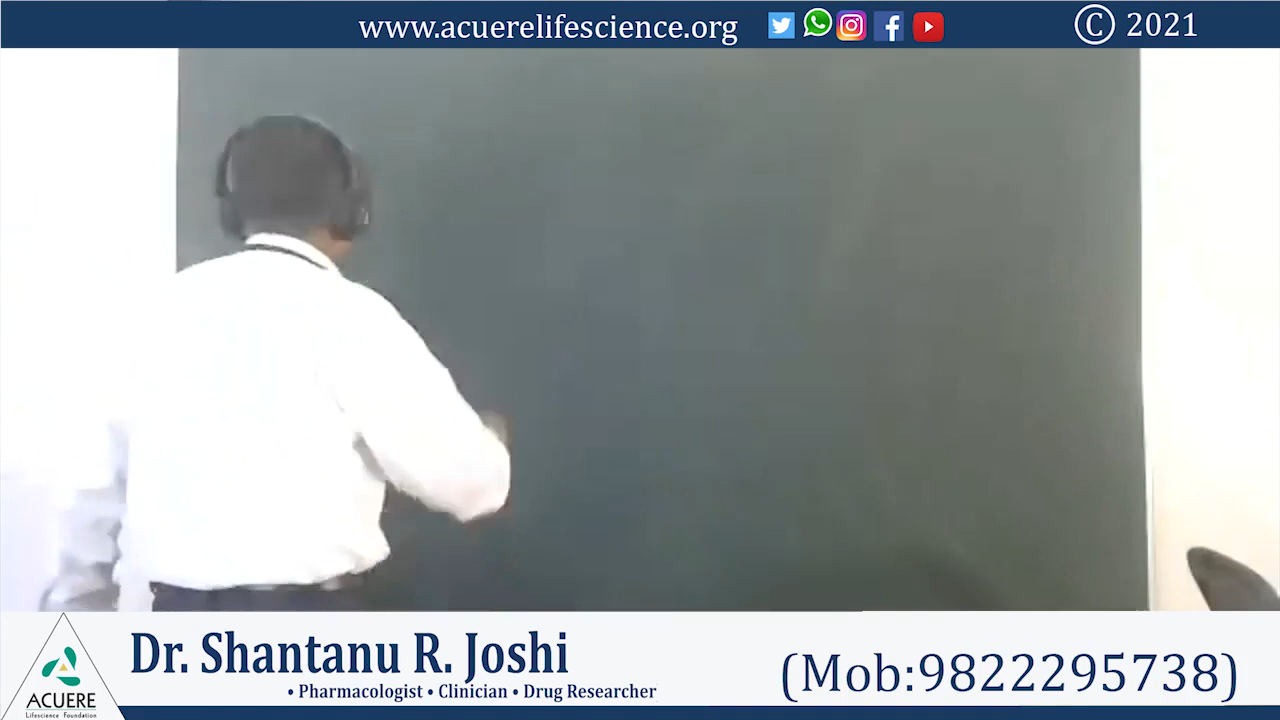 www.acuerelifescience.org
© 2021
Dr. Shantanu R. Joshi
• Pharmacologist • Clinician • Drug Researcher
(Mob:9822295738)
ACUERE
Lifescience Foundation